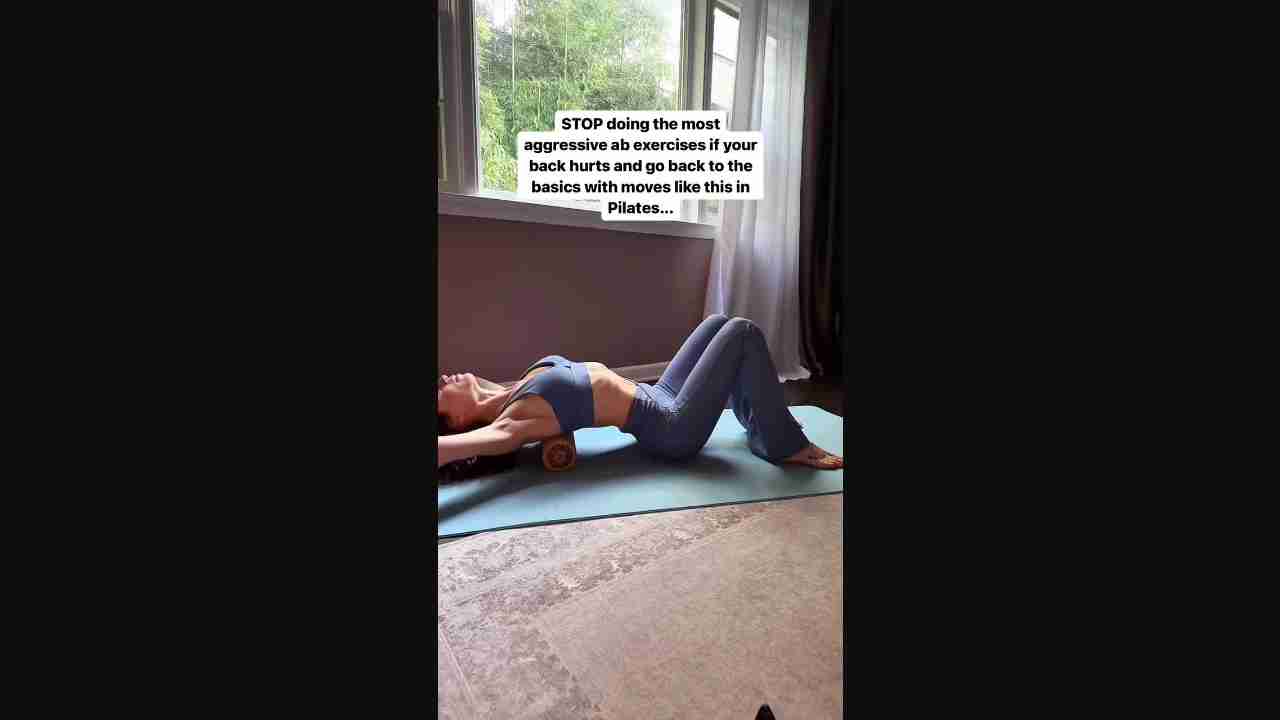 STOP doing the most
aggressive ab exercises if your
back hurts and go back to the
basics with moves like this in
Pilates...